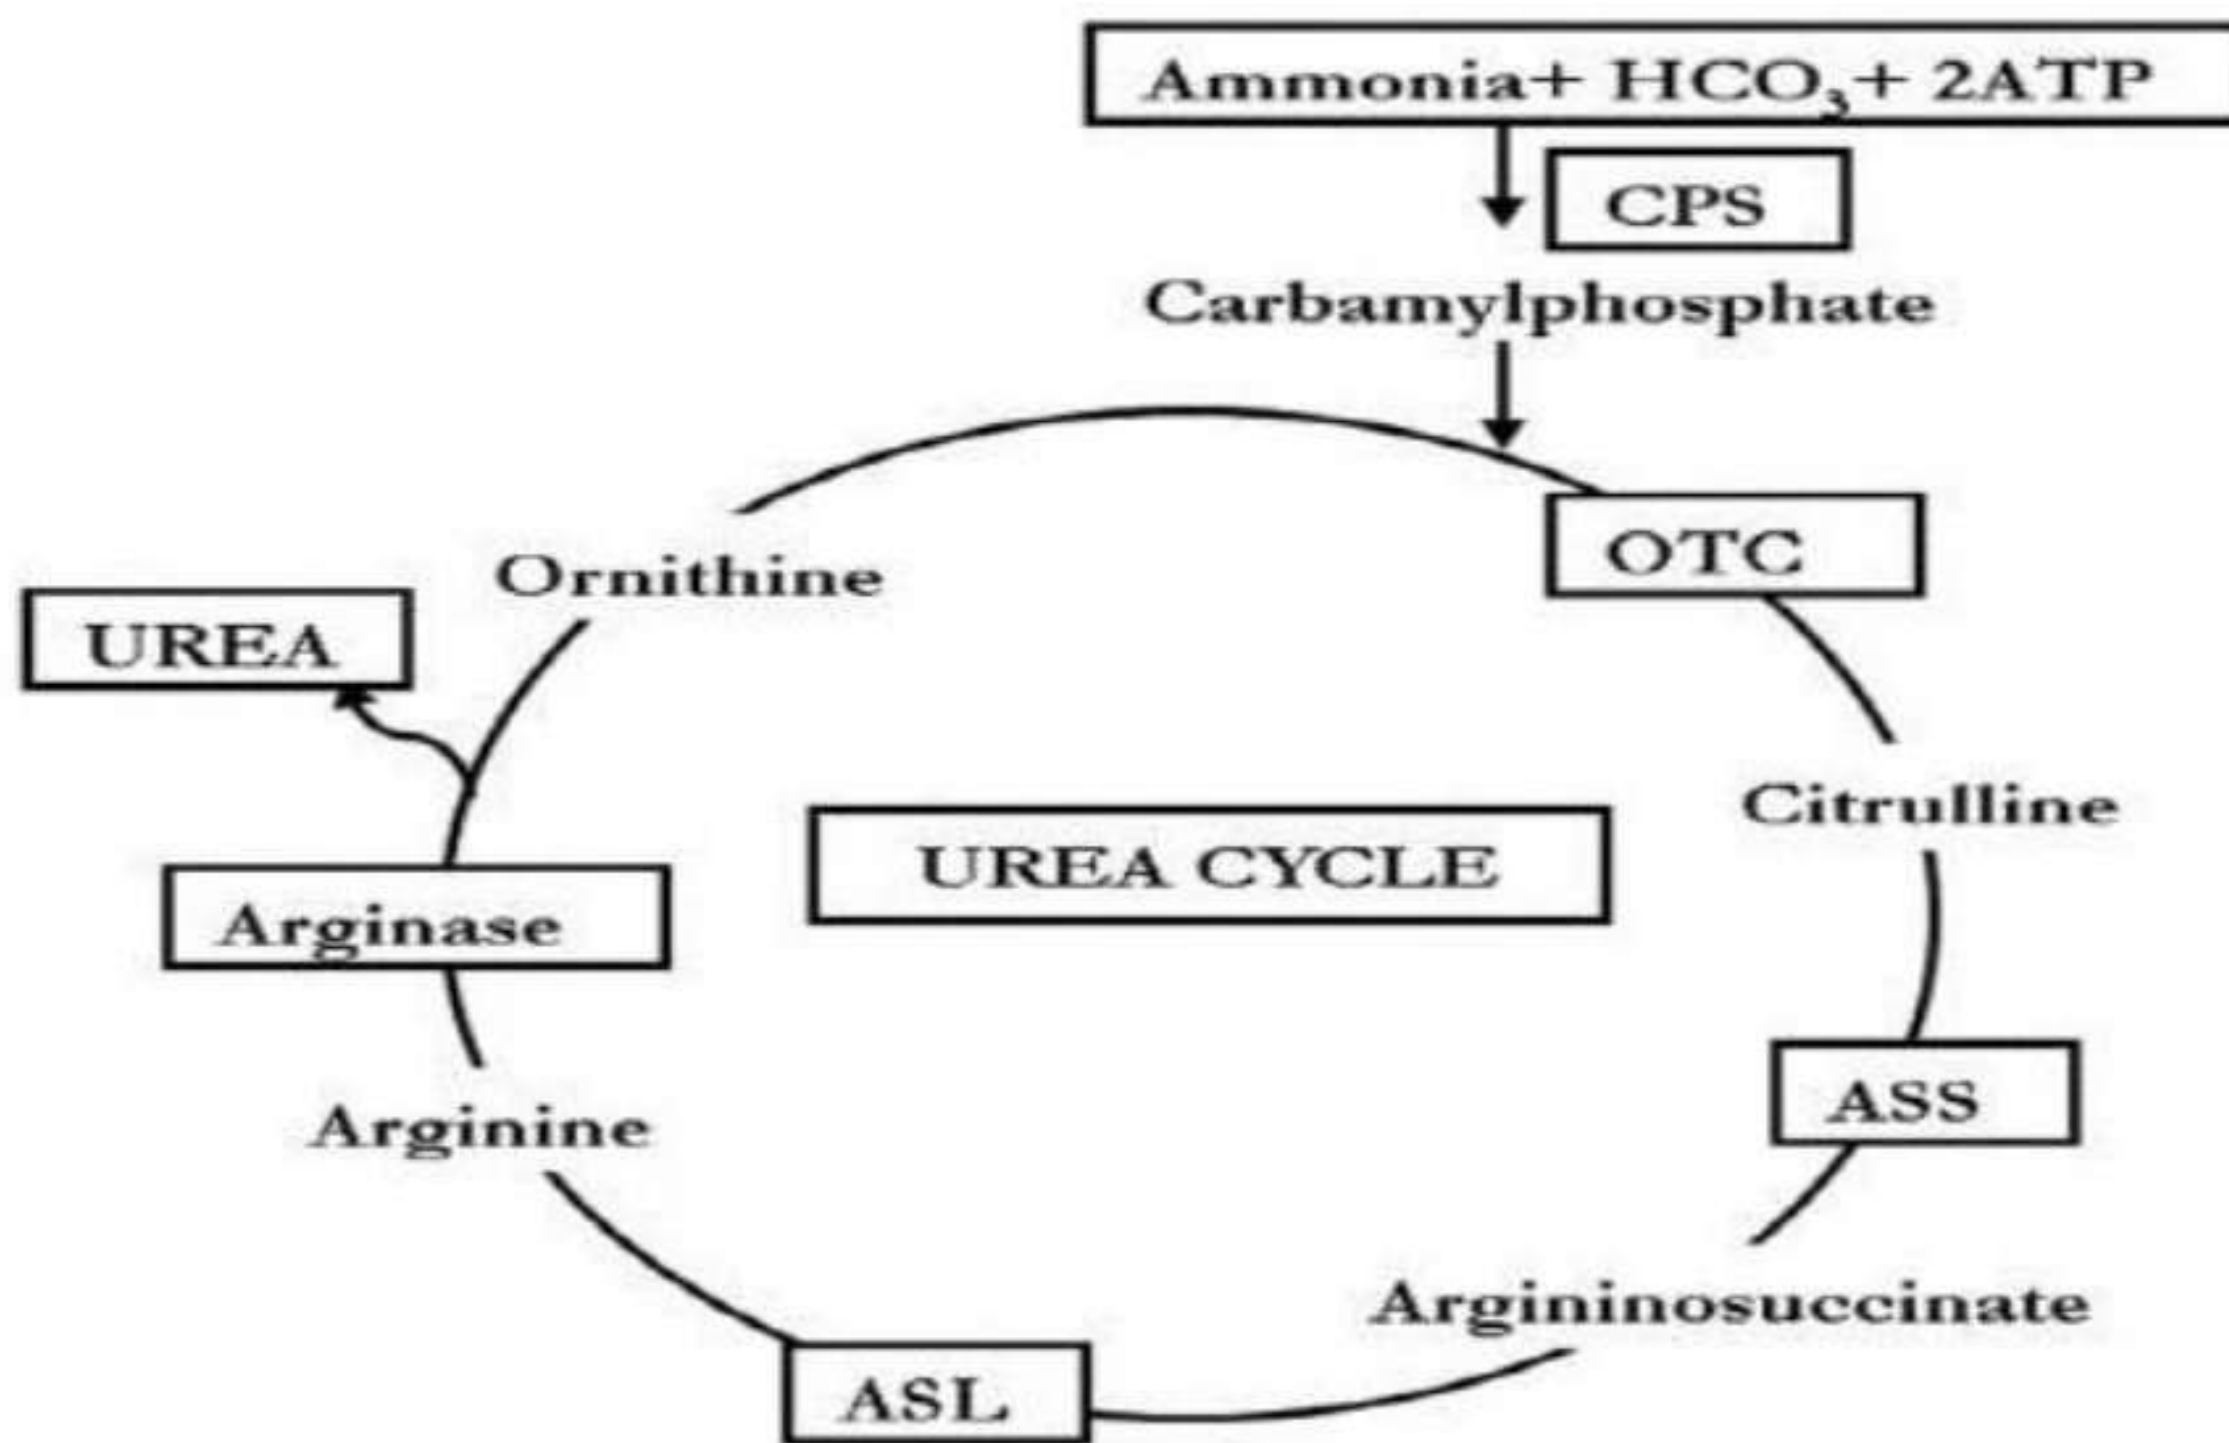 Ammonia+ HCO₃+ 2ATP
CPS
Carbamylphosphate
OTC
Ornithine
UREA
Citrulline
UREA CYCLE
Arginase
ASS
Arginine
Argininosuccinate
ASL